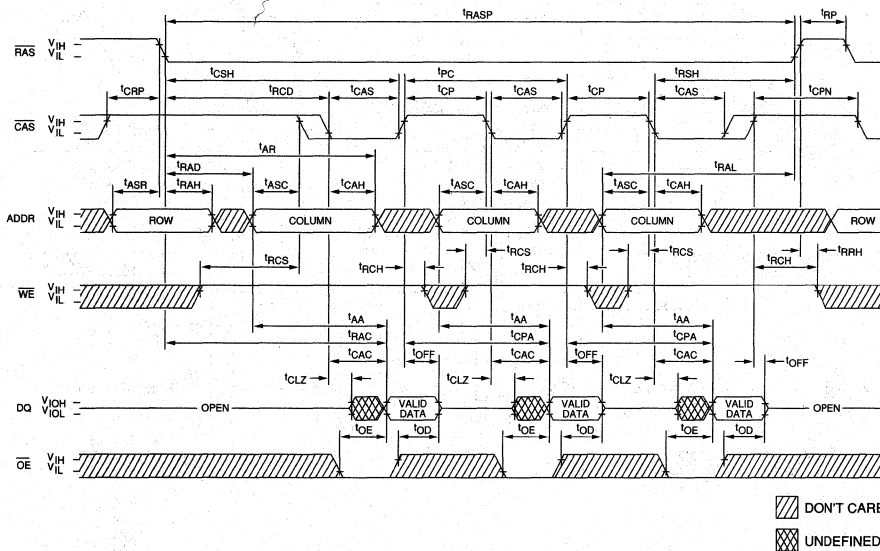 tRASP tRP
RAS VIH VIL
tCSH tPC tRSH
tCRP tRCD tCAS tCP tCAS tCP tCAS tCPN
CAS VIH VIL
tAR
tRAD tRAL
tASR tRAH tASC tCAH tASC tCAH tASC tCAH
ADDR VIH VIL ROW COLUMN COLUMN COLUMN ROW
tRCS tRCH tRCS tRCH tRCS tRCH tRRH
WE VIH VIL
tAA tAA tAA
tRAC tCPA tCPA
tCAC tOFF tCAC tOFF tCAC tOFF
tCLZ tCLZ tCLZ
DQ VIOH VIOL OPEN VALID DATA VALID DATA VALID DATA OPEN
tOE tOD tOE tOD tOE tOD
OE VIH VIL
DON'T CARE
UNDEFINED